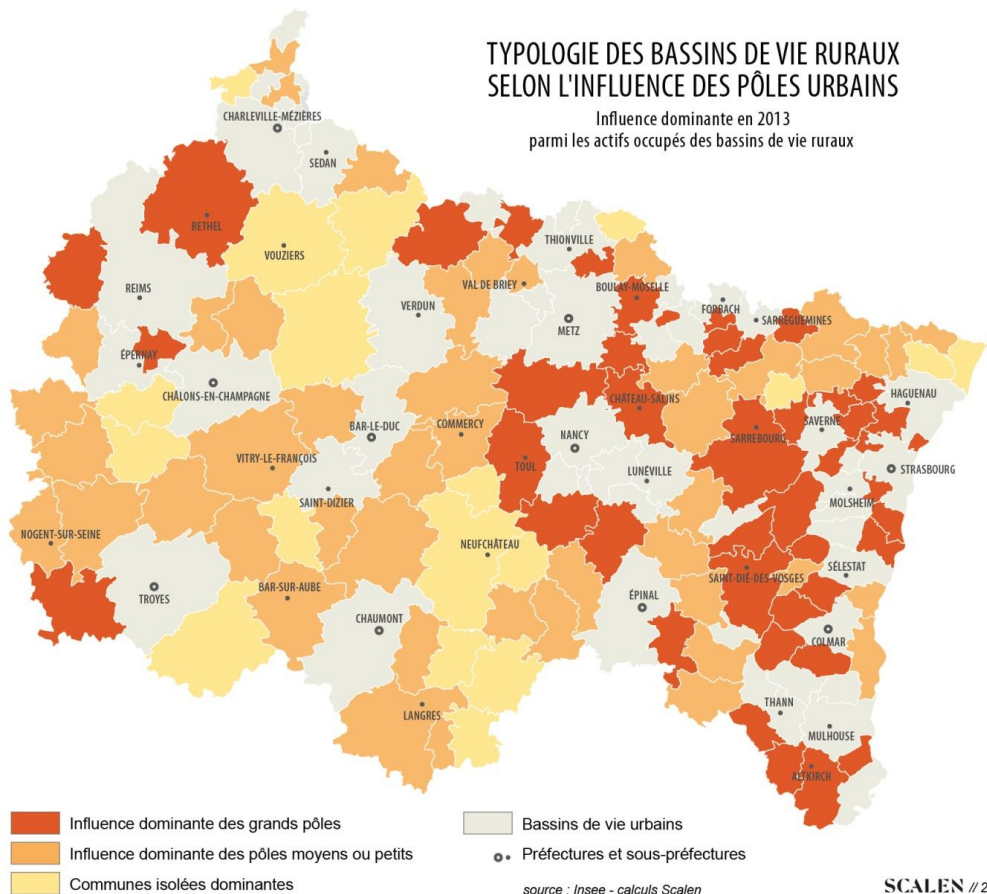 TYPOLOGIE DES BASSINS DE VIE RURAUX
SELON L'INFLUENCE DES PÔLES URBAINS
Influence dominante en 2013
parmi les actifs occupés des bassins de vie ruraux
CHARLEVILLE-MÉZIÈRES
SEDAN
RETHEL
VOUZIERS
THIONVILLE
REIMS
VAL DE BRIEY
BOULAY-MOSELLE
VERDUN
FORBACH
METZ
SARREGUEMINES
ÉPERNAY
CHÂLONS-EN-CHAMPAGNE
CHÂTEAU-SALINS
HAGUENAU
BAR-LE-DUC
COMMERCY
SARREBOURG
SAVERNE
NANCY
VITRY-LE-FRANÇOIS
TOUL
STRASBOURG
LUNÉVILLE
SAINT-DIZIER
MOLSHEIM
NOGENT-SUR-SEINE
NEUFCHÂTEAU
SÉLESTAT
SAINT-DIÉ-DES-VOSGES
BAR-SUR-AUBE
TROYES
ÉPINAL
CHAUMONT
COLMAR
THANN
LANGRES
MULHOUSE
ALTKIRCH
Influence dominante des grands pôles
Influence dominante des pôles moyens ou petits
Communes isolées dominantes
Bassins de vie urbains
Préfectures et sous-préfectures
source : Insee - calculs Scalen
SCALEN // 2